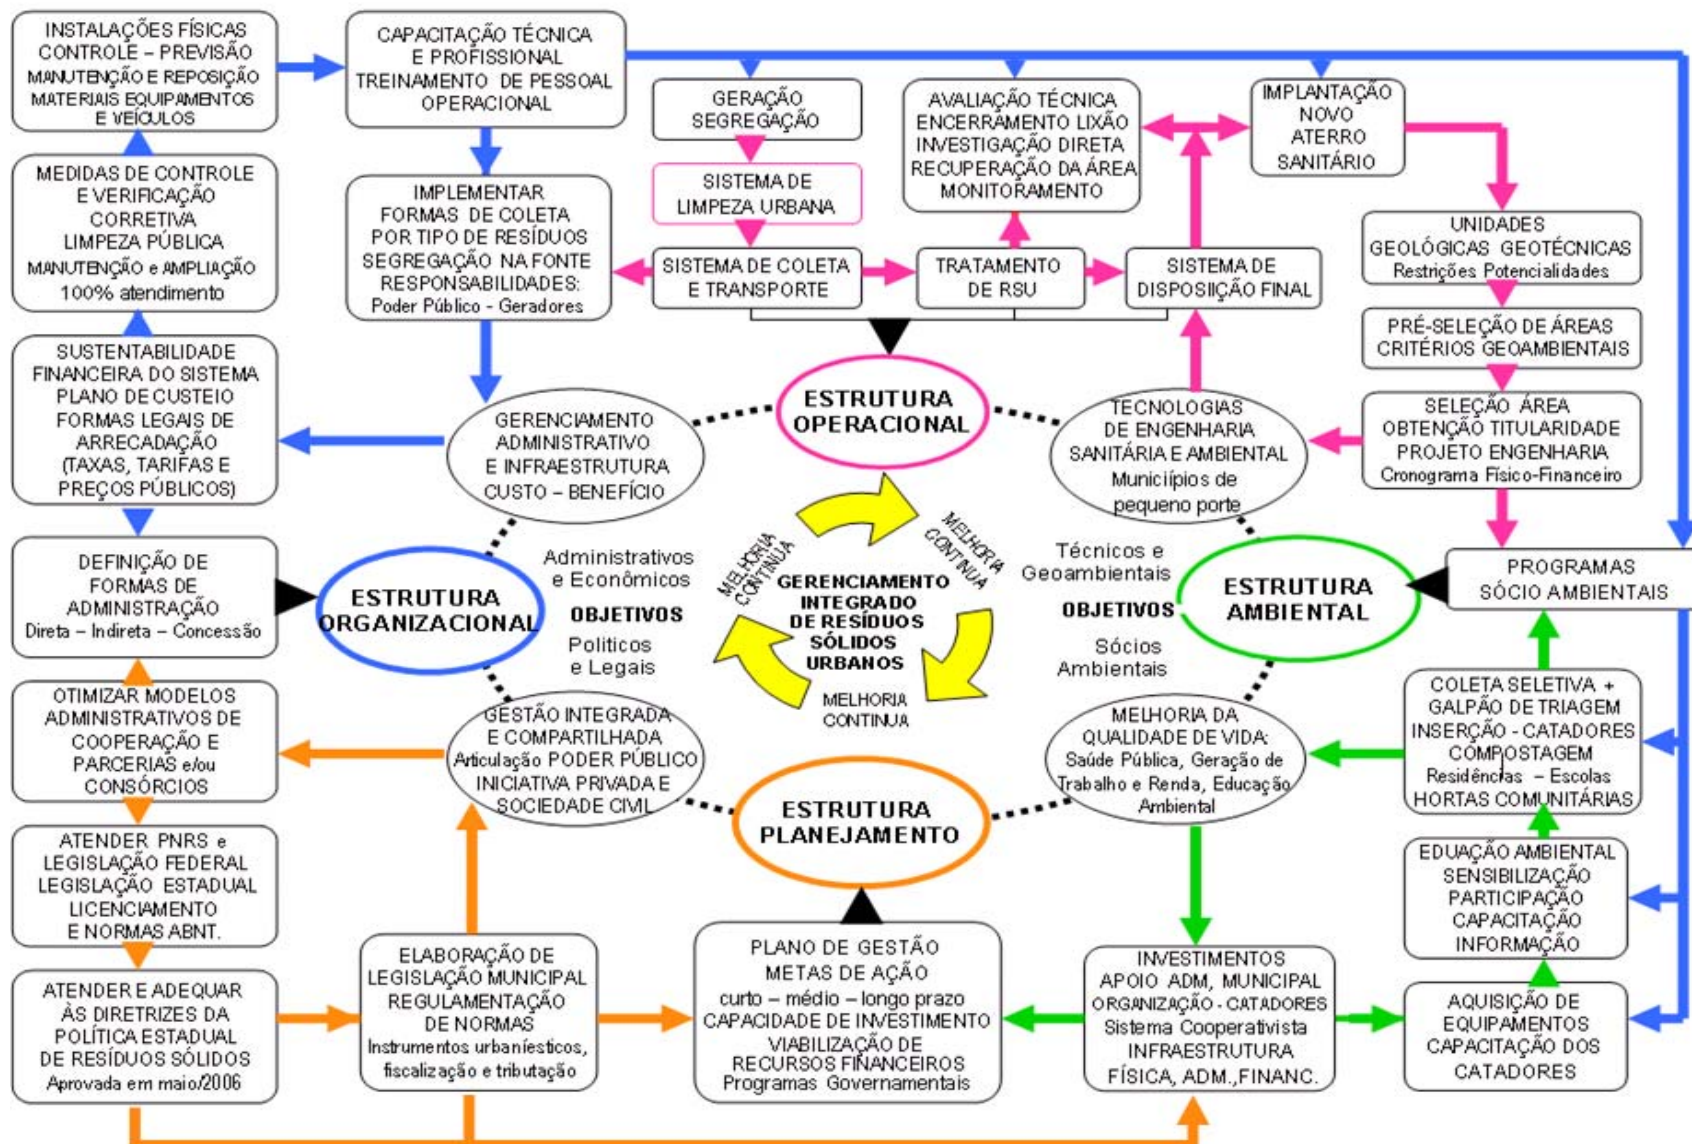 INSTALAÇÕES FÍSICAS
CONTROLE – PREVISÃO
MANUTENÇÃO E REPOSIÇÃO
MATERIAIS EQUIPAMENTOS
E VEÍCULOS
CAPACITAÇÃO TÉCNICA
E PROFISSIONAL
TREINAMENTO DE PESSOAL
OPERACIONAL
GERAÇÃO
SEGREGAÇÃO
AVALIAÇÃO TÉCNICA
ENCERRAMENTO LIXÃO
INVESTIGAÇÃO DIRETA
RECUPERAÇÃO DA ÁREA
MONITORAMENTO
IMPLANTAÇÃO
NOVO
ATERRO
SANITÁRIO
MEDIDAS DE CONTROLE
E VERIFICAÇÃO
CORRETIVA
LIMPEZA PÚBLICA
MANUTENÇÃO e AMPLIAÇÃO
100% atendimento
IMPLEMENTAR
FORMAS DE COLETA
POR TIPO DE RESÍDUOS
SEGREGAÇÃO NA FONTE
RESPONSABILIDADES:
Poder Público - Geradores
SISTEMA DE
LIMPEZA URBANA
SISTEMA DE COLETA
E TRANSPORTE
TRATAMENTO
DE RSU
SISTEMA DE
DISPOSIIÇÃO FINAL
UNIDADES
GEOLÓGICAS GEOTÉCNICAS
Restrições Potencialidades
PRÉ-SELEÇÃO DE ÁREAS
CRITÉRIOS GEOAMBIENTAIS
SUSTENTABILIDADE
FINANCEIRA DO SISTEMA
PLANO DE CUSTEIO
FORMAS LEGAIS DE
ARRECADAÇÃO
(TAXAS, TARIFAS E
PREÇOS PÚBLICOS)
GERENCIAMENTO
ADMINISTRATIVO
E INFRAESTRUTURA
CUSTO – BENEFÍCIO
ESTRUTURA
OPERACIONAL
TECNOLOGIAS
DE ENGENHARIA
SANITÁRIA E AMBIENTAL
Municiípios de
pequeno porte
SELEÇÃO ÁREA
OBTENÇÃO TITULARIDADE
PROJETO ENGENHARIA
Cronograma Físico-Financeiro
DEFINIÇÃO DE
FORMAS DE
ADMINISTRAÇÃO
Direta – Indireta – Concessão
ESTRUTURA
ORGANIZACIONAL
Administrativos
e Econômicos
OBJETIVOS
Políticos
e Legais
MELHORIA
CONTINUA
MELHORIA
CONTINUA
GERENCIAMENTO
INTEGRADO
DE RESÍDUOS
SÓLIDOS
URBANOS
MELHORIA
CONTINUA
Técnicos e
Geoambientais
OBJETIVOS
Sócios
Ambientais
ESTRUTURA
AMBIENTAL
PROGRAMAS
SÓCIO AMBIENTAIS
OTIMIZAR MODELOS
ADMINISTRATIVOS DE
COOPERAÇÃO E
PARCERIAS e/ou
CONSÓRCIOS
GESTÃO INTEGRADA
E COMPARTILHADA
Articulação PODER PÚBLICO
INICIATIVA PRIVADA E
SOCIEDADE CIVIL
ESTRUTURA
PLANEJAMENTO
MELHORIA DA
QUALIDADE DE VIDA:
Saúde Pública, Geração de
Trabalho e Renda, Educação
Ambiental
COLETA SELETIVA +
GALPÃO DE TRIAGEM
INSERÇÃO - CATADORES
COMPOSTAGEM
Residências – Escolas
HORTAS COMUNITÁRIAS
ATENDER PNRS e
LEGISLAÇÃO FEDERAL
LEGISLAÇÃO ESTADUAL
LICENCIAMENTO
E NORMAS ABNT.
EDUAÇÃO AMBIENTAL
SENSIBILIZAÇÃO
PARTICIPAÇÃO
CAPACITAÇÃO
INFORMAÇÃO
ATENDER E ADEQUAR
ÀS DIRETRIZES DA
POLÍTICA ESTADUAL
DE RESÍDUOS SÓLIDOS
Aprovada em maio/2006
ELABORAÇÃO DE
LEGISLAÇÃO MUNICIPAL
REGULAMENTAÇÃO
DE NORMAS
Instrumentos urbaníesticos,
fiscalização e tributação
PLANO DE GESTÃO
METAS DE AÇÃO
curto – médio – longo prazo
CAPACIDADE DE INVESTIMENTO
VIABILIZAÇÃO DE
RECURSOS FINANCEIROS
Programas Governamentais
INVESTIMENTOS
APOIO ADM, MUNICIPAL
ORGANIZAÇÃO - CATADORES
Sistema Cooperativista
INFRAESTRUTURA
FÍSICA, ADM.,FINANC.
AQUISIÇÃO DE
EQUIPAMENTOS
CAPACITAÇÃO DOS
CATADORES